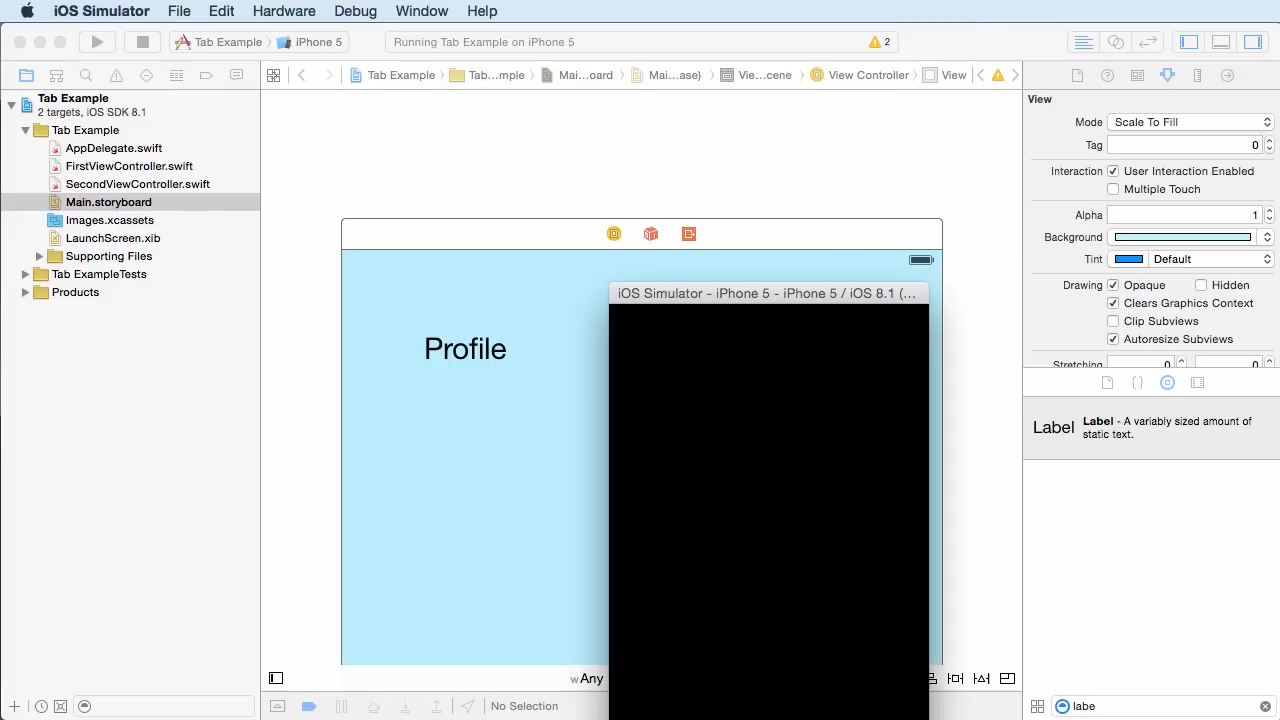 iOS Simulator File Edit Hardware Debug Window Help
Tab Example iPhone 5 Running Tab Example on iPhone 5 2
Tab Example Tab...mple Mai...oard Mai...ase) Vie...cene View Controller View
Tab Example
2 targets, iOS SDK 8.1
Tab Example
AppDelegate.swift
FirstViewController.swift
SecondViewController.swift
Main.storyboard
Images.xcassets
LaunchScreen.xib
Supporting Files
Tab ExampleTests
Products
Profile
iOS Simulator - iPhone 5 - iPhone 5 / iOS 8.1 (...
wAny
No Selection
View
Mode Scale To Fill
Tag 0
Interaction User Interaction Enabled
Multiple Touch
Alpha 1
Background
Tint Default
Drawing Opaque Hidden
Clears Graphics Context
Clip Subviews
Autoresize Subviews
Stretching 0 0
Label Label - A variably sized amount of
static text.
labe